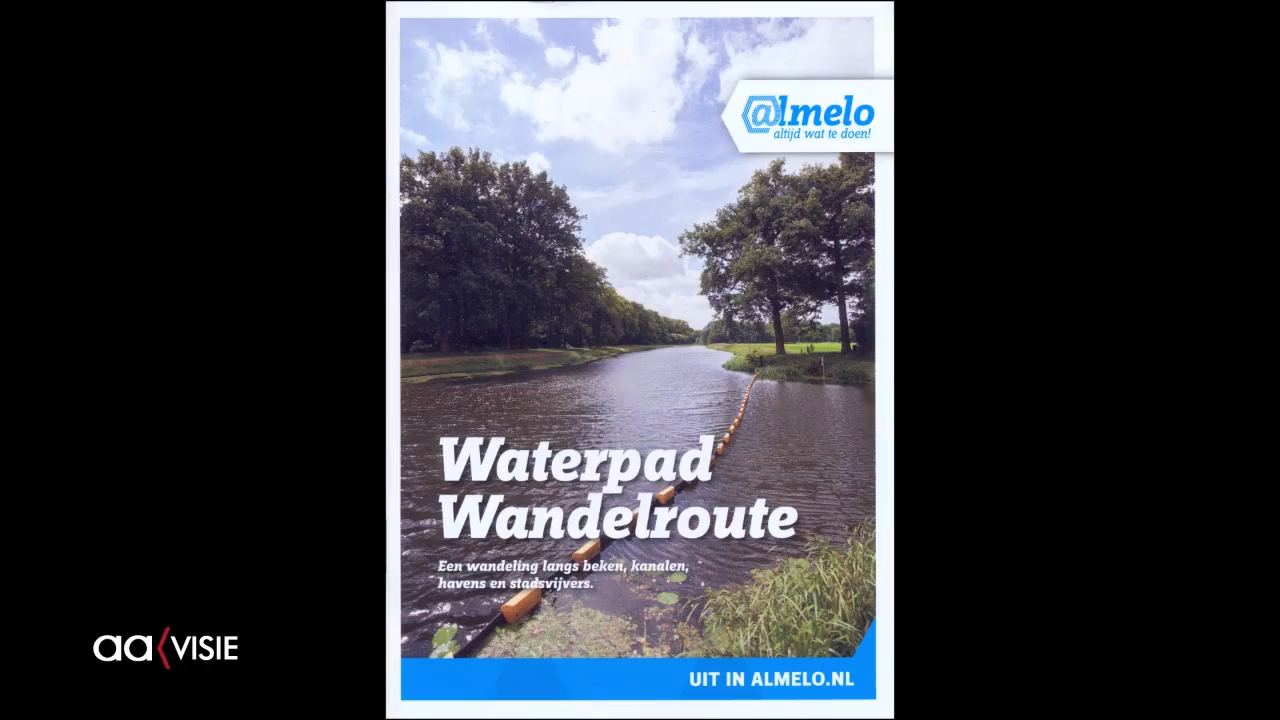 @lmelo
altijd wat te doen!
Waterpad
Wandelroute
Een wandeling langs beken, kanalen,
havens en stadsvijvers.
UIT IN ALMELO.NL
aa VISIE